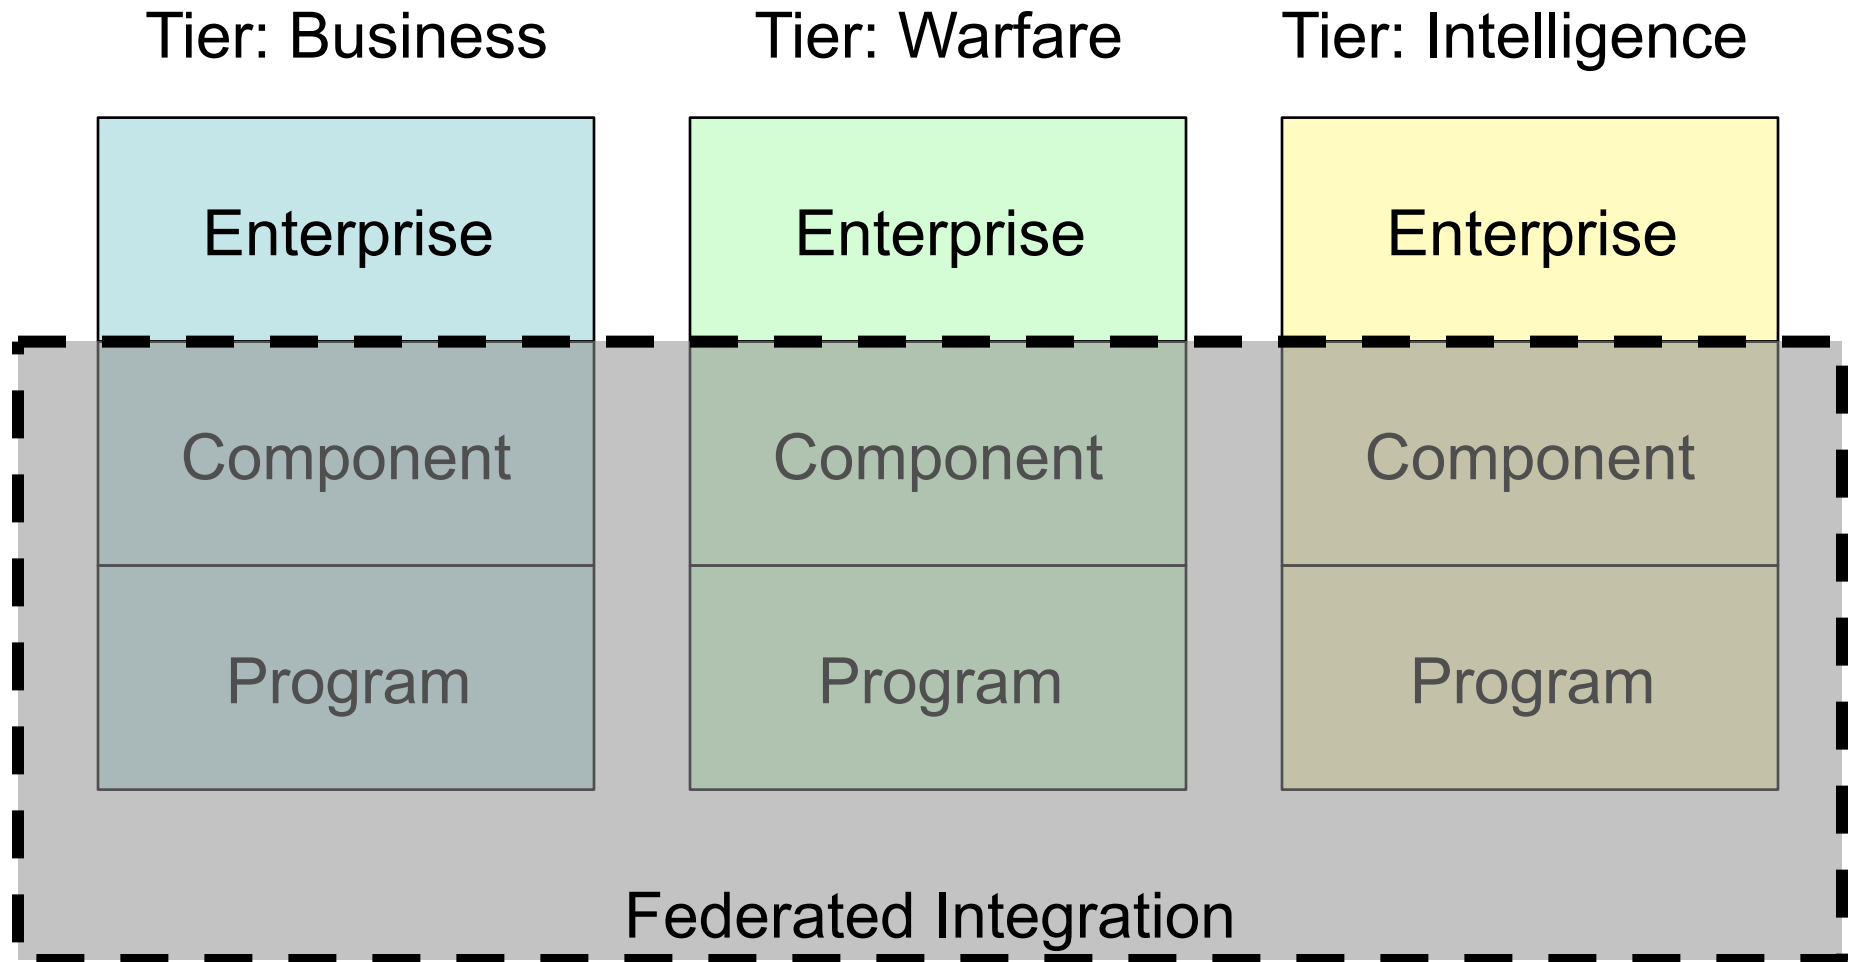 Tier: Business
Tier: Warfare
Tier: Intelligence
Enterprise
Enterprise
Enterprise
Component
Component
Component
Program
Program
Program
Federated Integration